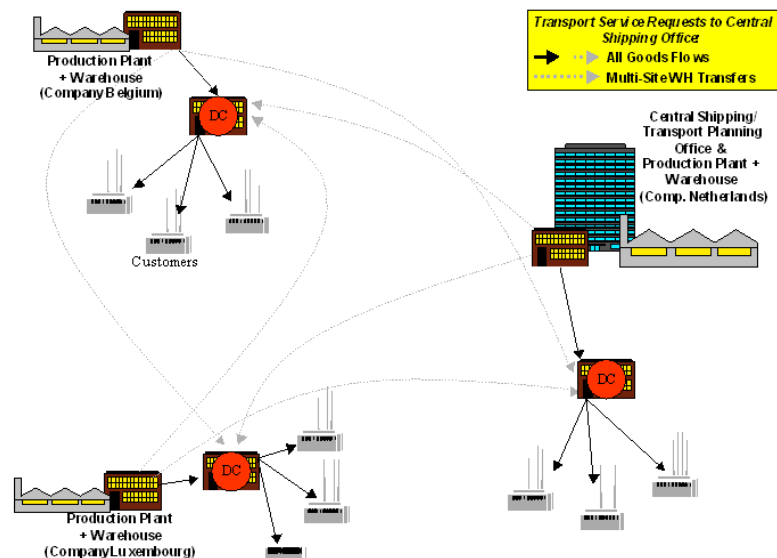 Transport Service Requests to Central
Shipping Office:
All Goods Flows
Multi-Site WH Transfers
Production Plant
+ Warehouse
(Company Belgium)
DC
Customers
Central Shipping/
Transport Planning
Office &
Production Plant +
Warehouse
(Comp. Netherlands)
DC
DC
Production Plant
+ Warehouse
(Company Luxembourg)